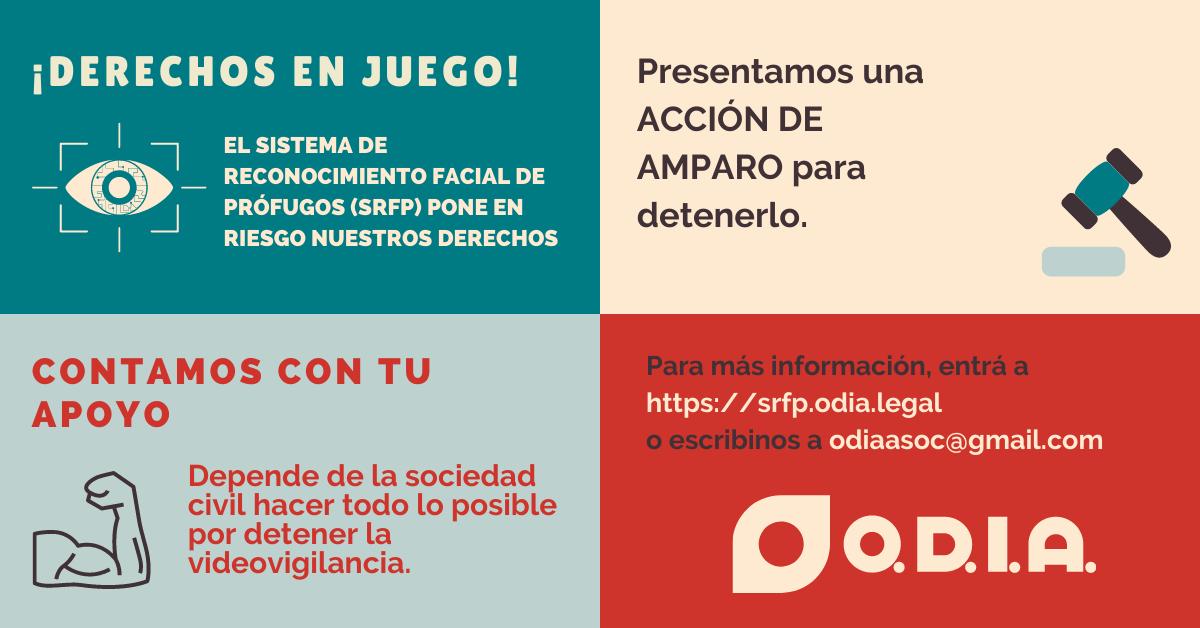 ¡DERECHOS EN JUEGO!
EL SISTEMA DE
RECONOCIMIENTO FACIAL DE
PRÓFUGOS (SRFP) PONE EN
RIESGO NUESTROS DERECHOS
Presentamos una
ACCIÓN DE
AMPARO para
detenerlo.
CONTAMOS CON TU
APOYO
Depende de la sociedad
civil hacer todo lo posible
por detener la
videovigilancia.
Para más información, entrá a
https://srfp.odia.legal
o escribinos a odiaasoc@gmail.com
O.D.I.A.